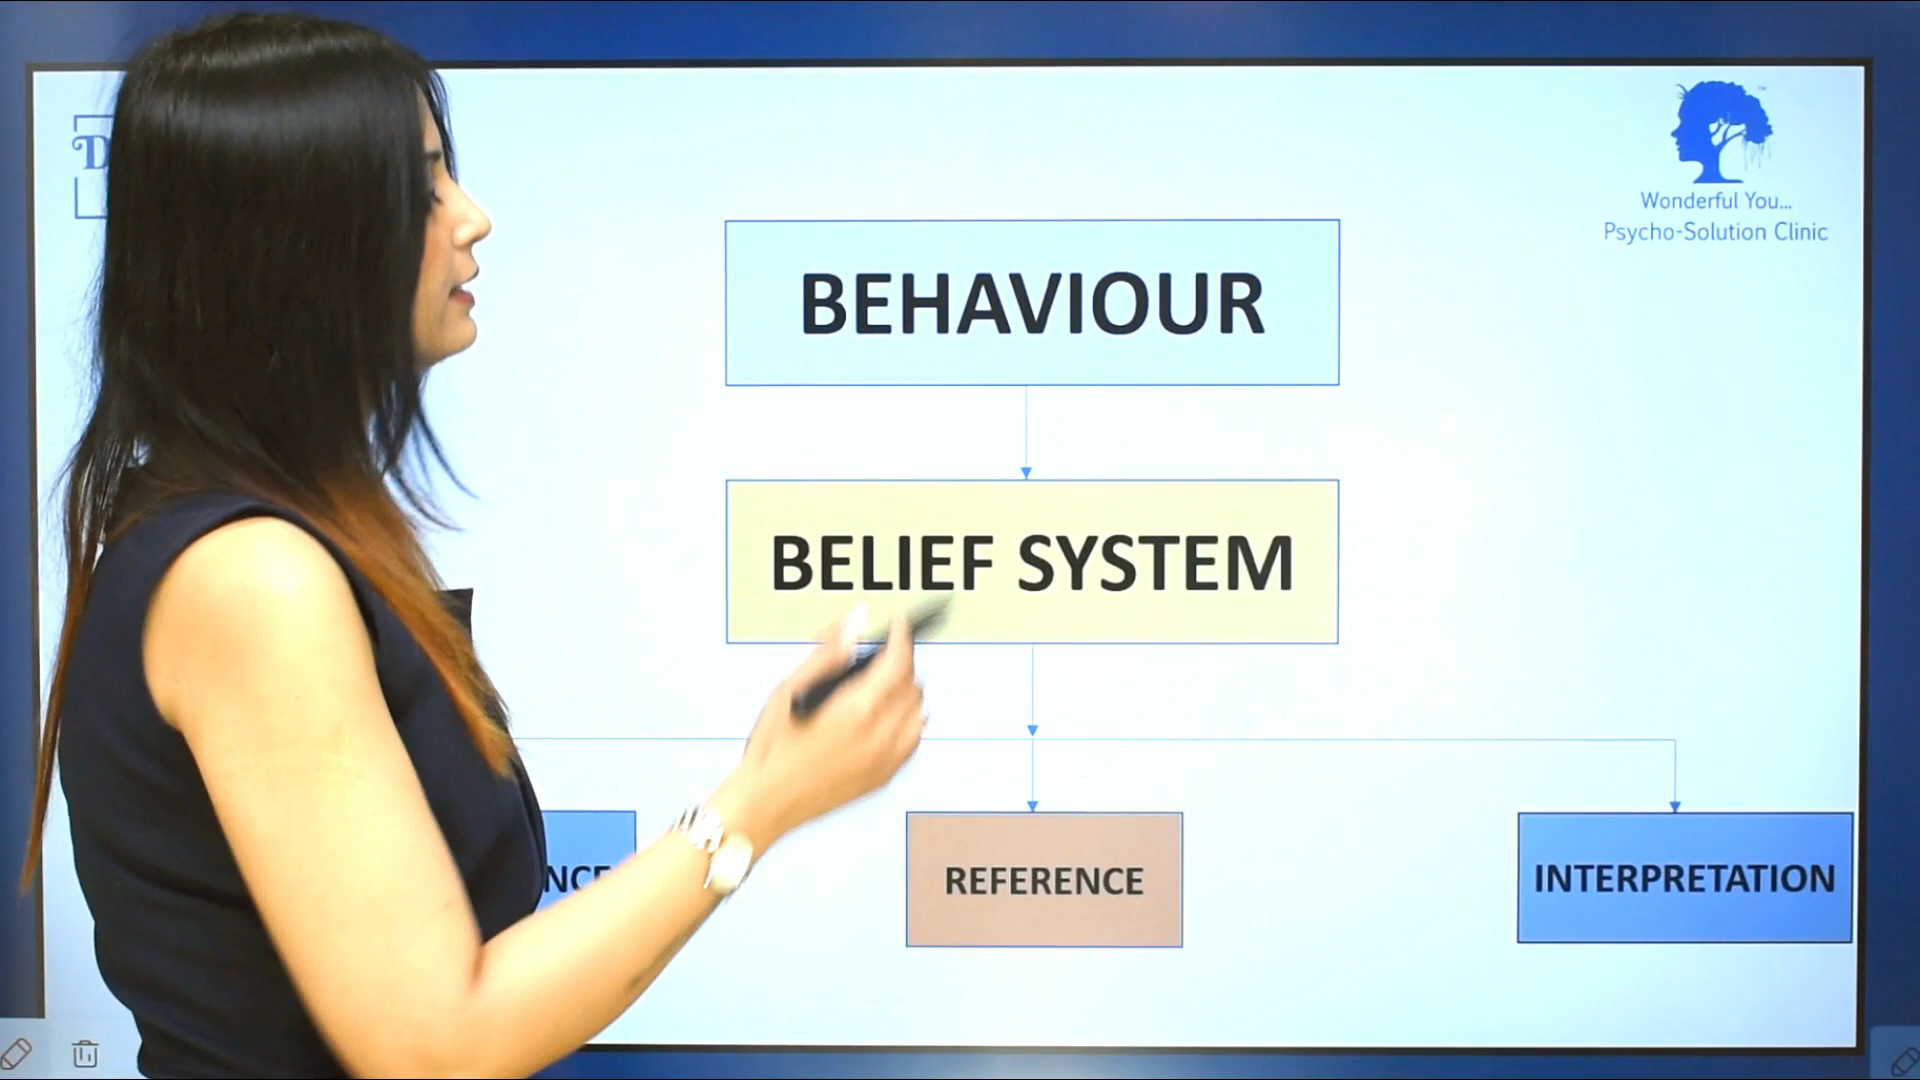 Wonderful You...
Psycho-Solution Clinic
BEHAVIOUR
BELIEF SYSTEM
REFERENCE
INTERPRETATION